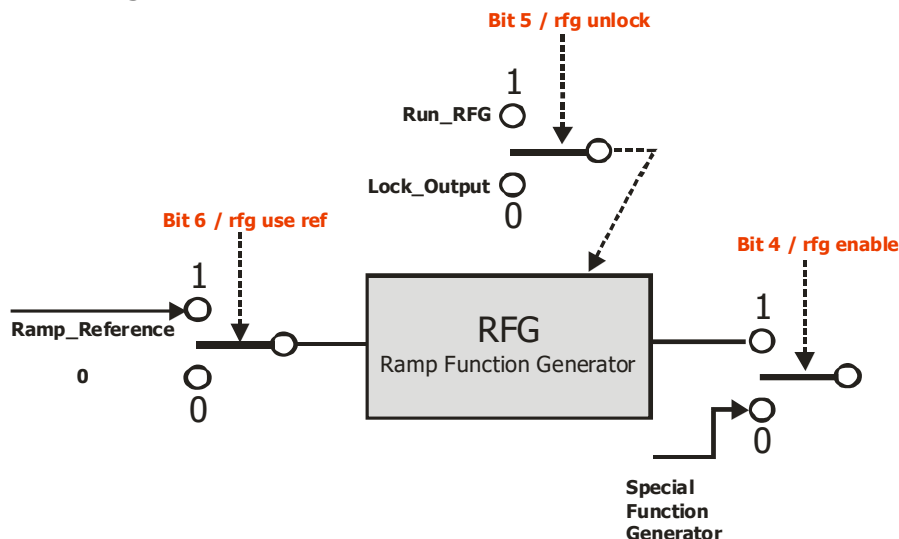 Bit 5 / rfg unlock
1
Run_RFG
Lock_Output
0
Bit 6 / rfg use ref
Bit 4 / rfg enable
1
Ramp_Reference
0
0
RFG
Ramp Function Generator
1
0
Special
Function
Generator